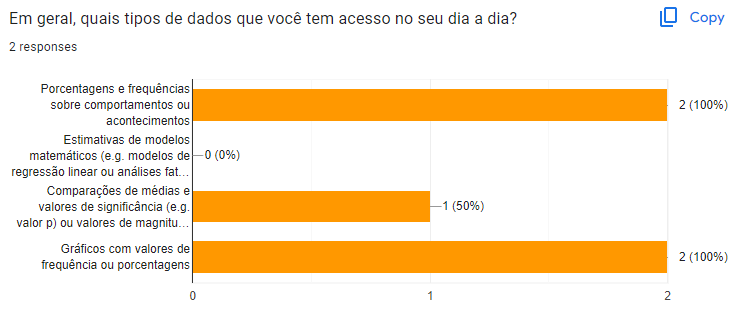 Em geral, quais tipos de dados que você tem acesso no seu dia a dia?
Copy
2 responses
Porcentagens e frequências
sobre comportamentos ou
acontecimentos
2 (100%)
Estimativas de modelos
matemáticos (e.g. modelos de
regressão linear ou análises fat…
0 (0%)
Comparações de médias e
valores de significância (e.g.
valor p) ou valores de magnitu…
1 (50%)
Gráficos com valores de
frequência ou porcentagens
2 (100%)
0
1
2